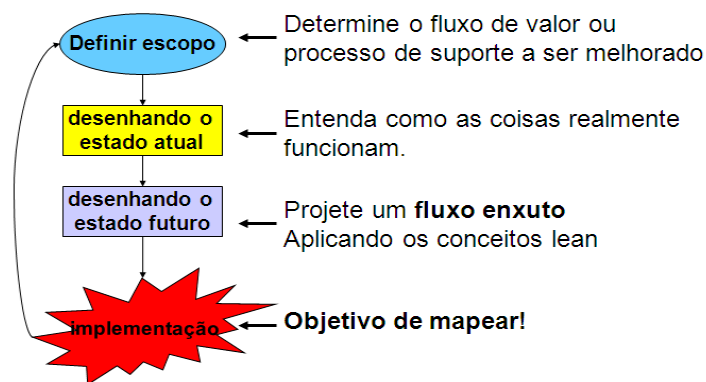 Definir escopo
Determine o fluxo de valor ou
processo de suporte a ser melhorado
desenhando o
estado atual
Entenda como as coisas realmente
funcionam.
desenhando o
estado futuro
Projete um fluxo enxuto
Aplicando os conceitos lean
implementação
Objetivo de mapear!